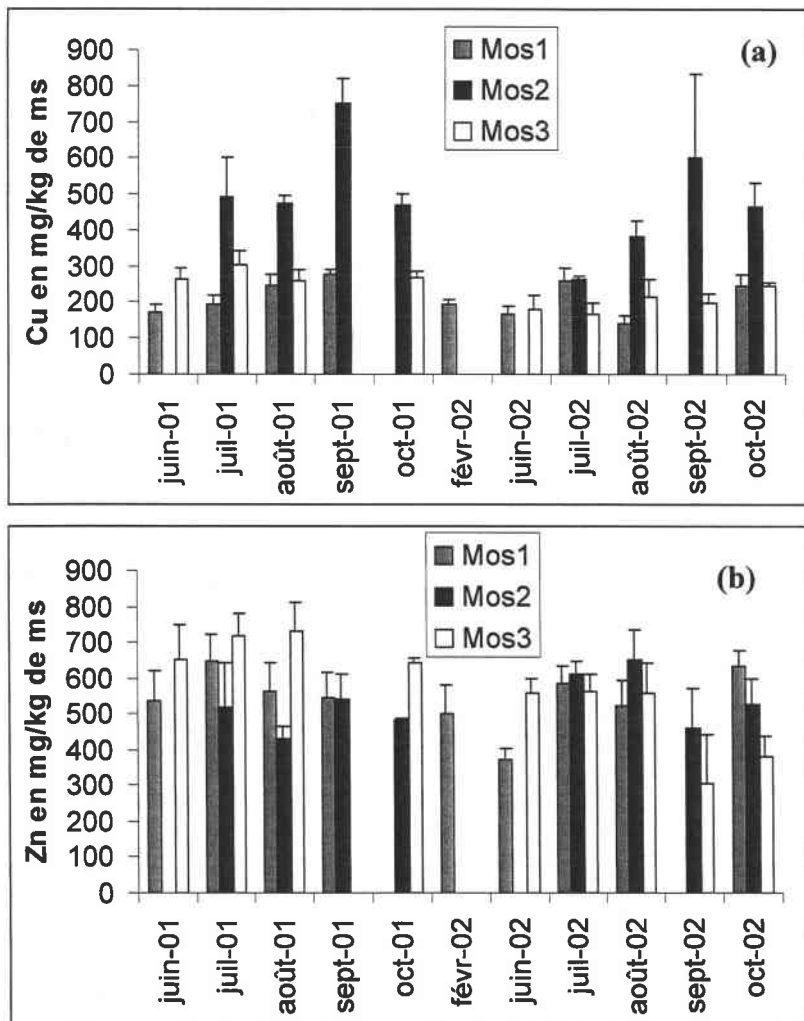 (a)
Mos1
Mos2
Mos3
Cu en mg/kg de ms
900
800
700
600
500
400
300
200
100
0
juin-01
juil-01
août-01
sept-01
oct-01
févr-02
juin-02
juil-02
août-02
sept-02
oct-02
(b)
Mos1
Mos2
Mos3
Zn en mg/kg de ms
900
800
700
600
500
400
300
200
100
0
juin-01
juil-01
août-01
sept-01
oct-01
févr-02
juin-02
juil-02
août-02
sept-02
oct-02